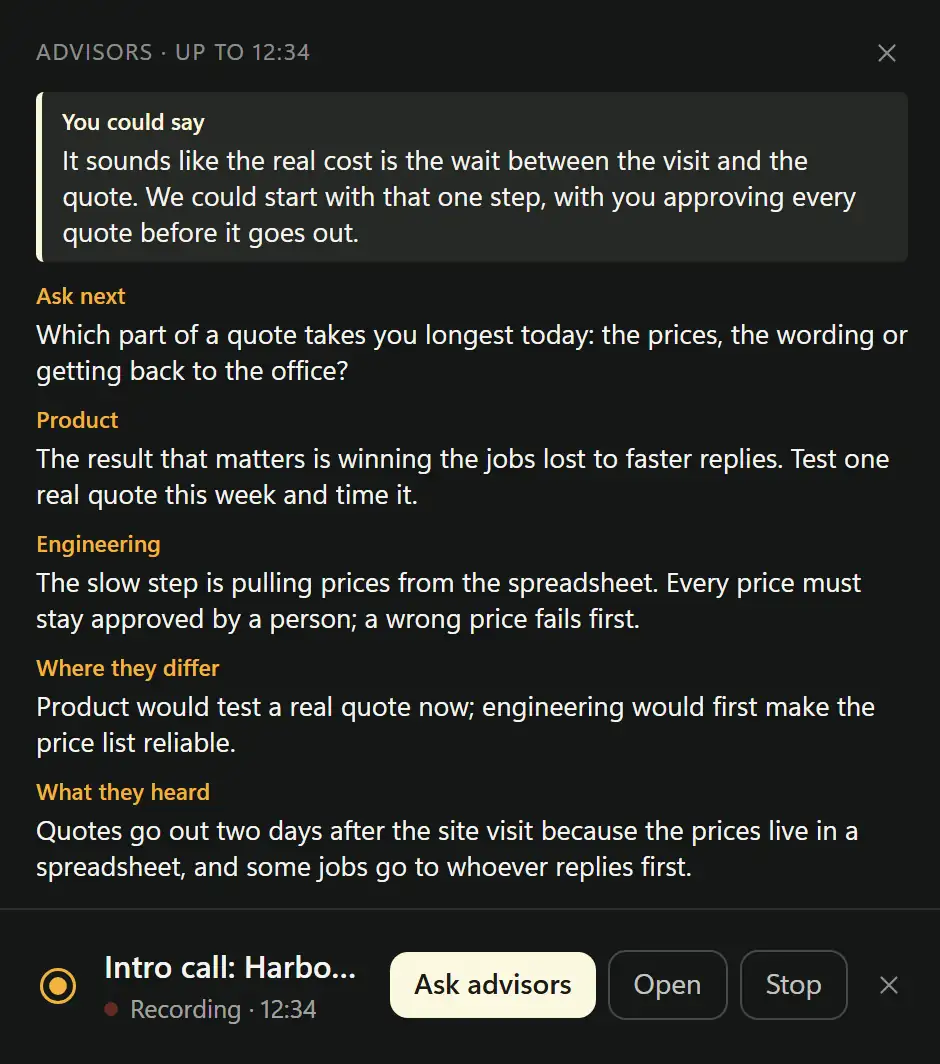 ADVISORS · UP TO 12:34
You could say
It sounds like the real cost is the wait between the visit and the
quote. We could start with that one step, with you approving every
quote before it goes out.
Ask next
Which part of a quote takes you longest today: the prices, the wording or
getting back to the office?
Product
The result that matters is winning the jobs lost to faster replies. Test one
real quote this week and time it.
Engineering
The slow step is pulling prices from the spreadsheet. Every price must
stay approved by a person; a wrong price fails first.
Where they differ
Product would test a real quote now; engineering would first make the
price list reliable.
What they heard
Quotes go out two days after the site visit because the prices live in a
spreadsheet, and some jobs go to whoever replies first.
Intro call: Harbo...
Recording · 12:34
Ask advisors
Open
Stop